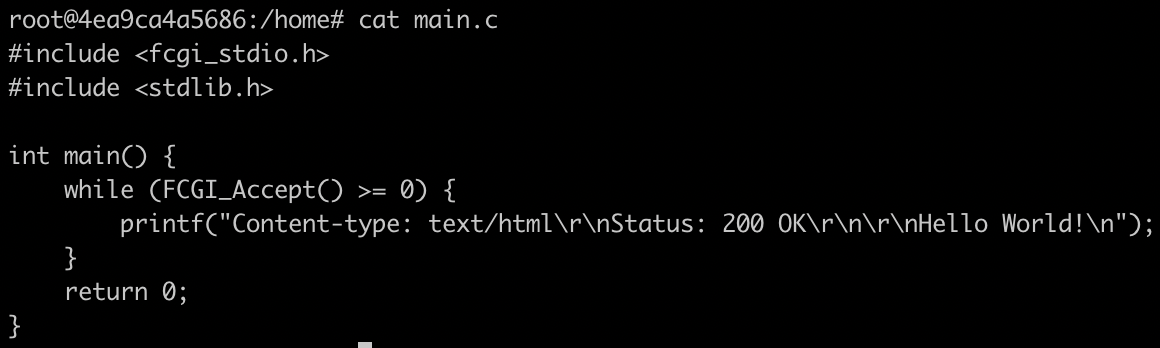 root@4ea9ca4a5686:/home# cat main.c
#include <fcgi_stdio.h>
#include <stdlib.h>

int main() {
    while (FCGI_Accept() >= 0) {
        printf("Content-type: text/html\r\nStatus: 200 OK\r\n\r\nHello World!\n");
    }
    return 0;
}